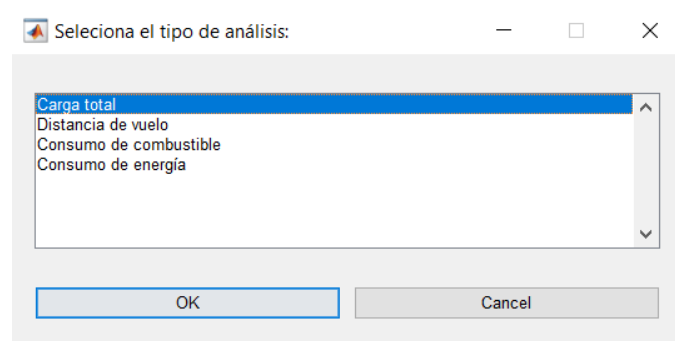 Seleciona el tipo de análisis:
Carga total
Distancia de vuelo
Consumo de combustible
Consumo de energía
OK
Cancel